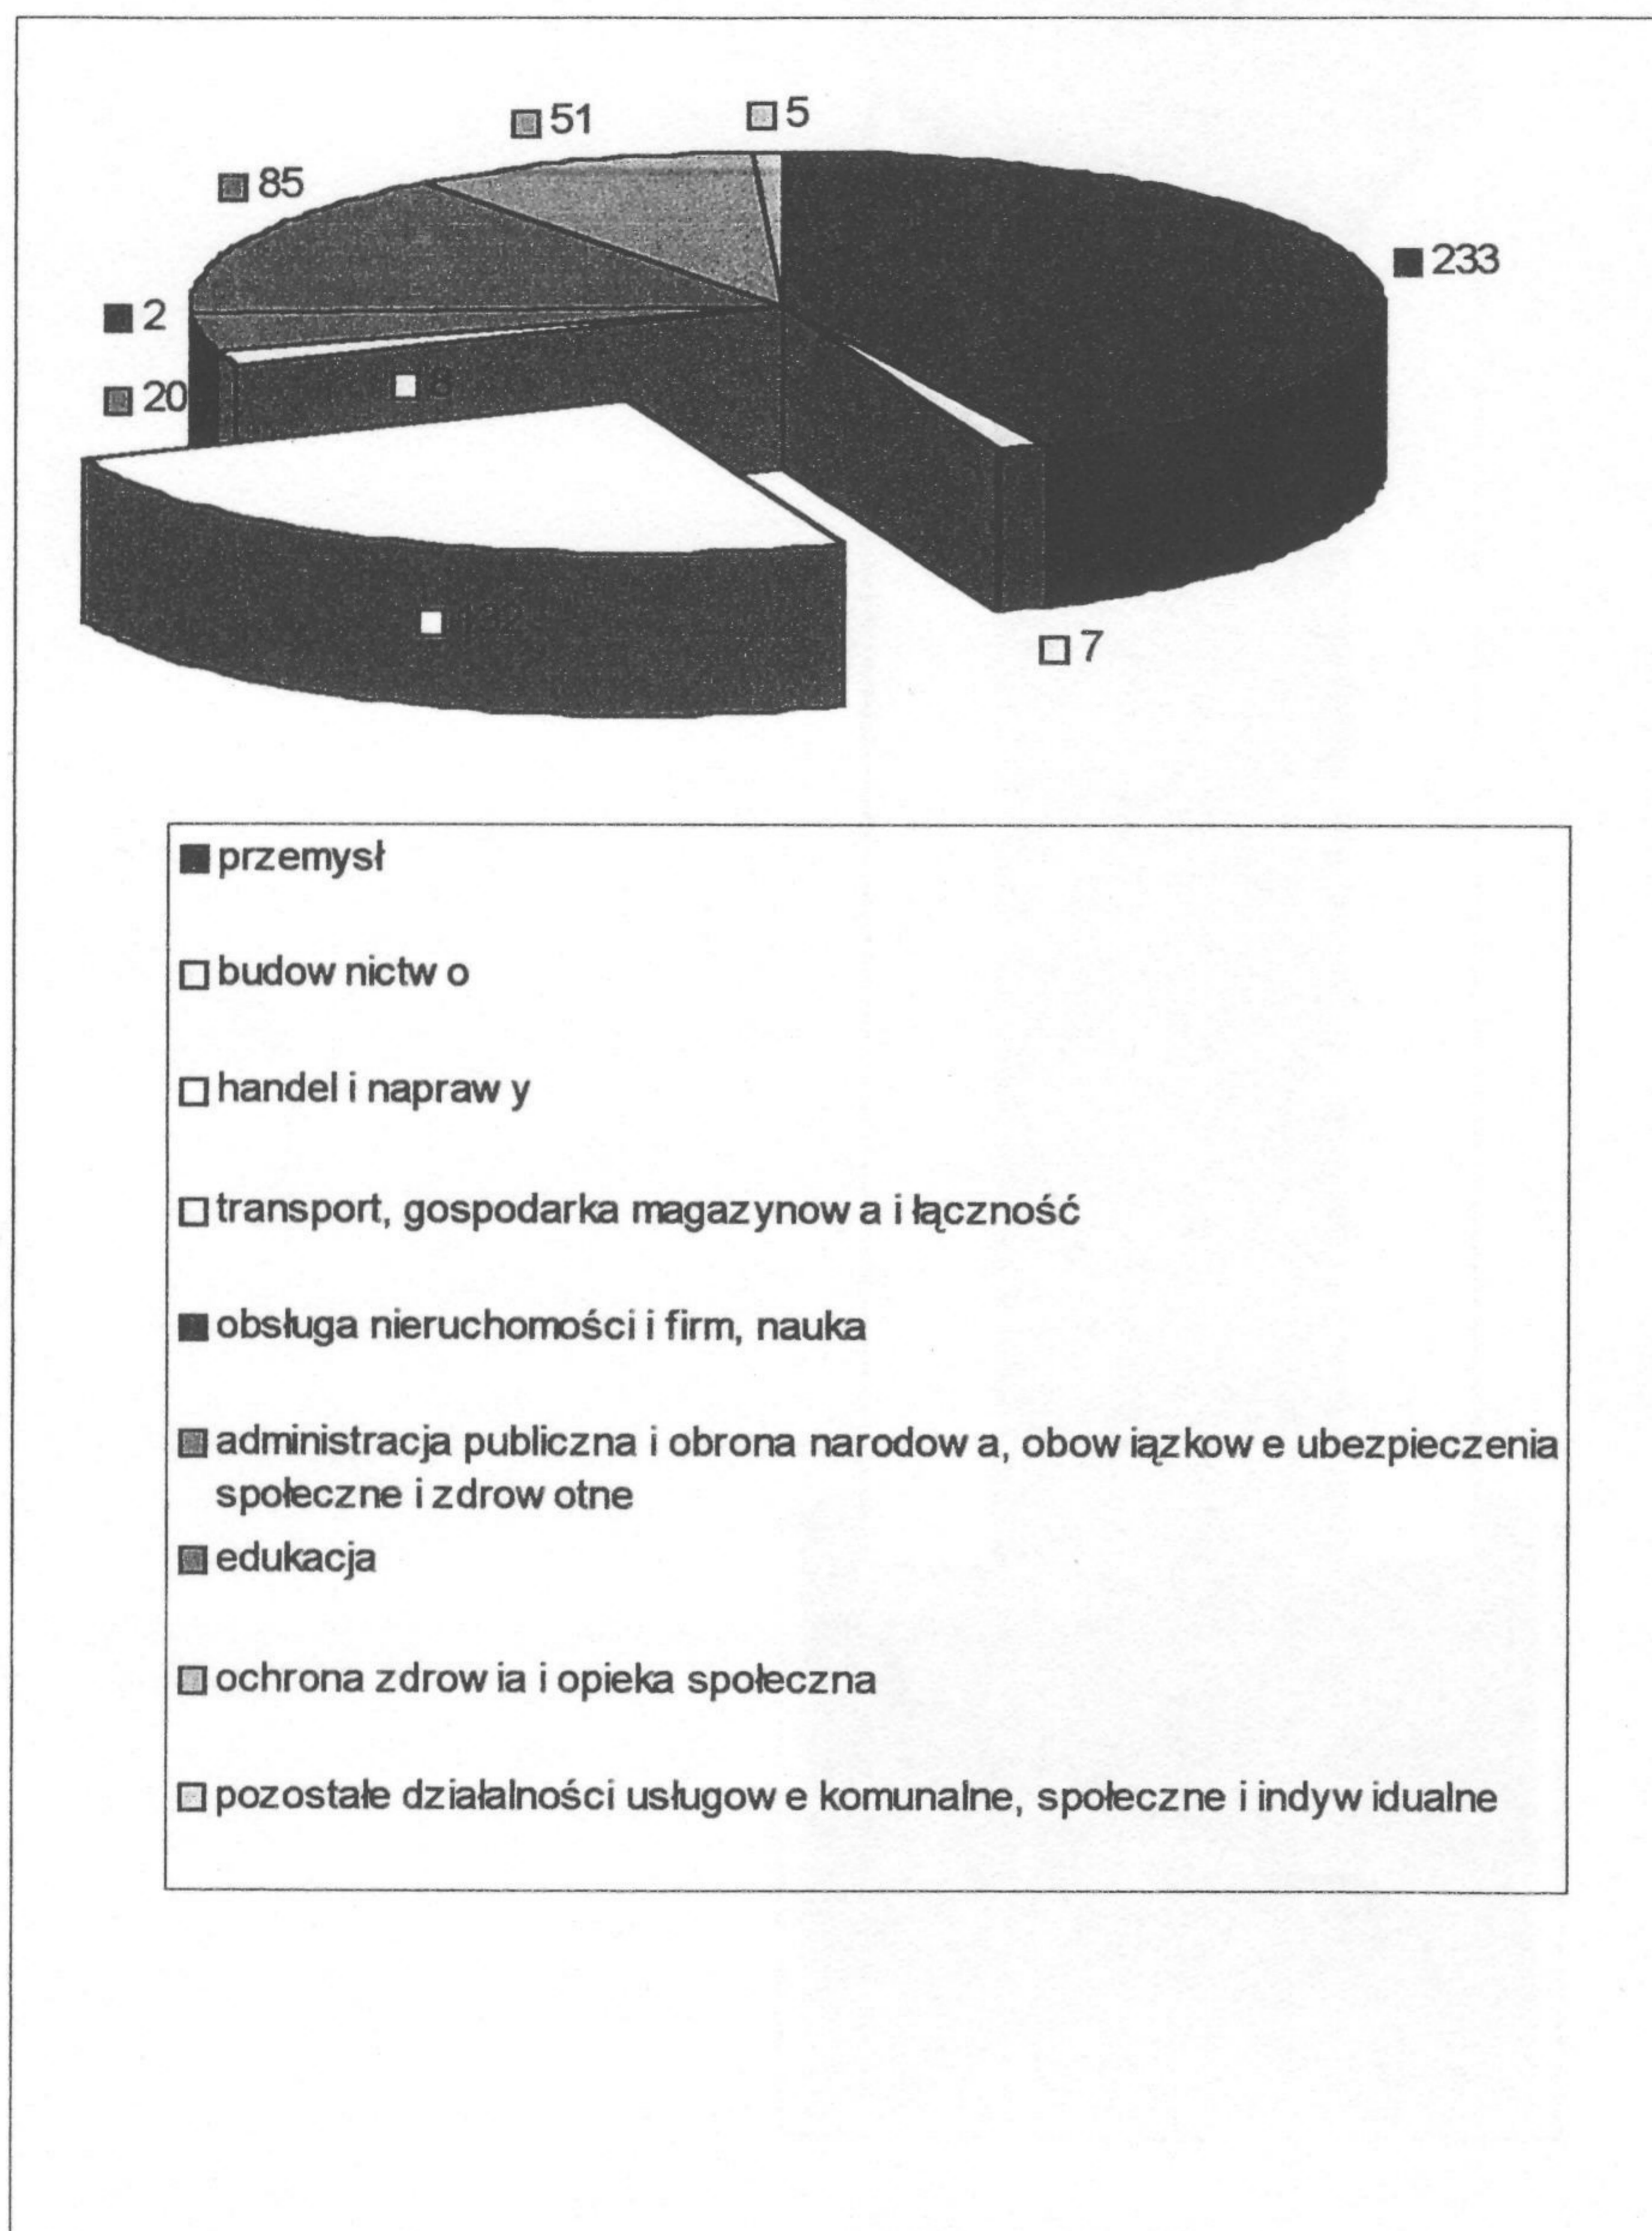 51
5
85
233
2
20
8
132
7
przemysł
budow nictw o
handel i napraw y
transport, gospodarka magazynow a i łączność
obsługa nieruchomości i firm, nauka
administracja publiczna i obrona narodow a, obow iązkow e ubezpieczenia
społeczne i zdrow otne
edukacja
ochrona zdrow ia i opieka społeczna
pozostałe działalności usługow e komunalne, społeczne i indyw idualne